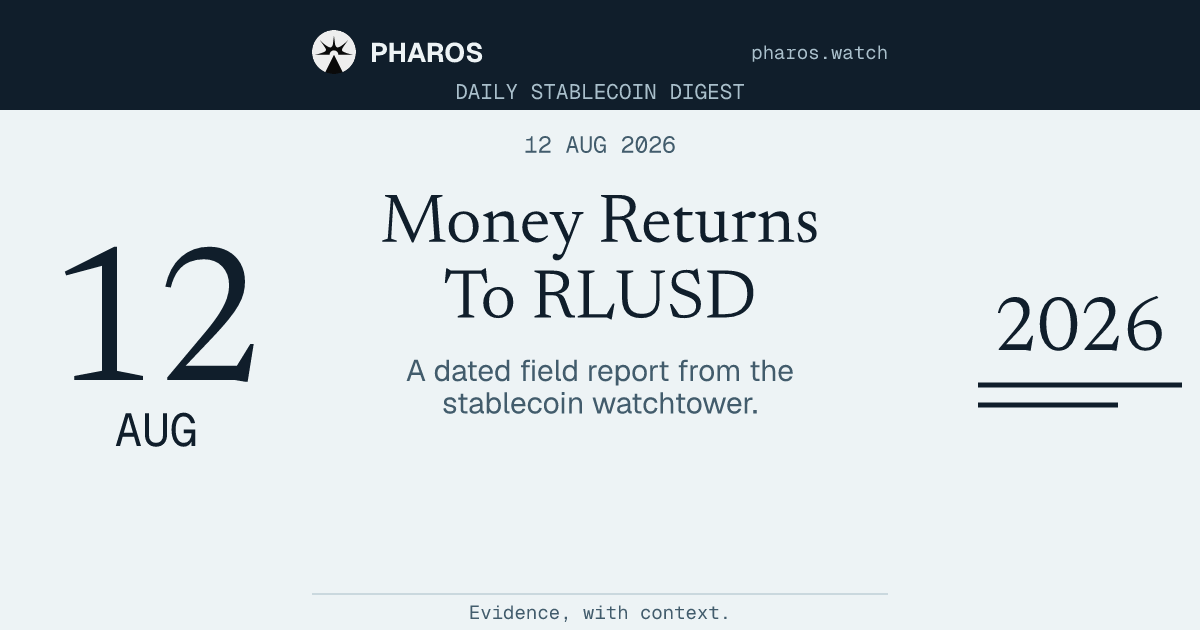 PHAROS
pharos.watch
DAILY STABLECOIN DIGEST
12 AUG 2026
Money Returns
To RLUSD
A dated field report from the
stablecoin watchtower.
12
AUG
2026
Evidence, with context.